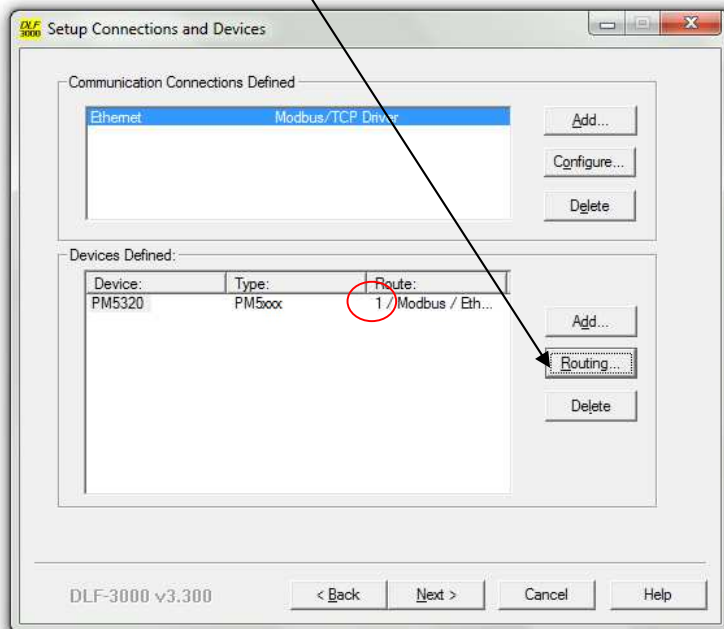 DLF 3000 Setup Connections and Devices
Communication Connections Defined
Ethernet Modbus/TCP Driver
Add...
Configure...
Delete
Devices Defined:
Device: Type: Route:
PM5320 PM5xxx 1 / Modbus / Eth...
Add...
Routing...
Delete
DLF-3000 v3.300 < Back Next > Cancel Help